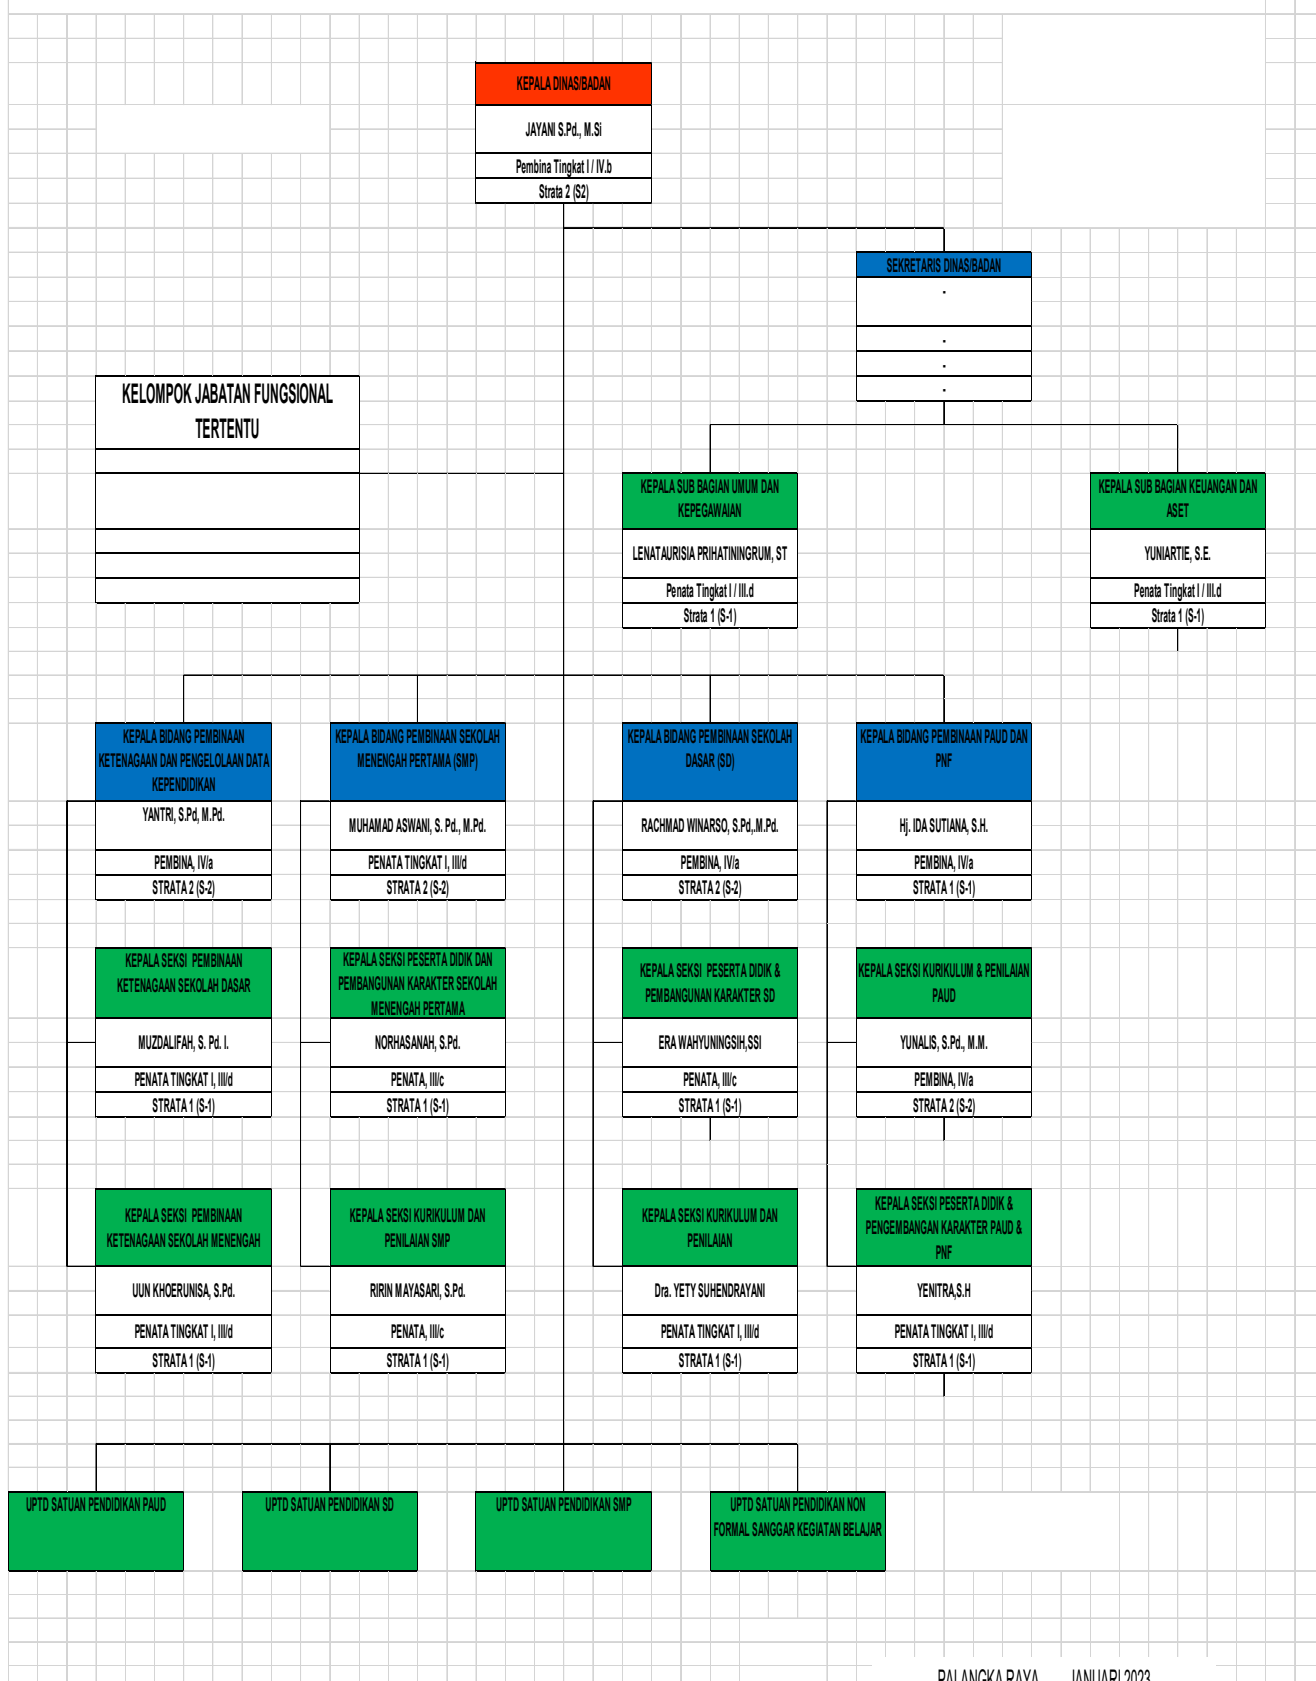 KEPALA DINAS/BADAN
JAYANI S.Pd., M.Si
Pembina Tingkat I / IV.b
Strata 2 (S2)
SEKRETARIS DINAS/BADAN
-
-
-
-
KELOMPOK JABATAN FUNGSIONAL
TERTENTU
KEPALA SUB BAGIAN UMUM DAN
KEPEGAWAIAN
LENATAURISIA PRIHATININGRUM, ST
Penata Tingkat I / III.d
Strata 1 (S-1)
KEPALA SUB BAGIAN KEUANGAN DAN
ASET
YUNIARTIE, S.E.
Penata Tingkat I / III.d
Strata 1 (S-1)
KEPALA BIDANG PEMBINAAN
KETENAGAAN DAN PENGELOLAAN DATA
KEPENDIDIKAN
YANTRI, S.Pd, M.Pd.
PEMBINA, IV/a
STRATA 2 (S-2)
KEPALA BIDANG PEMBINAAN SEKOLAH
MENENGAH PERTAMA (SMP)
MUHAMAD ASWANI, S. Pd., M.Pd.
PENATA TINGKAT I, III/d
STRATA 2 (S-2)
KEPALA BIDANG PEMBINAAN SEKOLAH
DASAR (SD)
RACHMAD WINARSO, S.Pd,.M.Pd.
PEMBINA, IV/a
STRATA 2 (S-2)
KEPALA BIDANG PEMBINAAN PAUD DAN
PNF
Hj. IDA SUTIANA, S.H.
PEMBINA, IV/a
STRATA 1 (S-1)
KEPALA SEKSI PEMBINAAN
KETENAGAAN SEKOLAH DASAR
MUZDALIFAH, S. Pd. I.
PENATA TINGKAT I, III/d
STRATA 1 (S-1)
KEPALA SEKSI PESERTA DIDIK DAN
PEMBANGUNAN KARAKTER SEKOLAH
MENENGAH PERTAMA
NORHASANAH, S.Pd.
PENATA, III/c
STRATA 1 (S-1)
KEPALA SEKSI PESERTA DIDIK &
PEMBANGUNAN KARAKTER SD
ERA WAHYUNINGSIH,SSI
PENATA, III/c
STRATA 1 (S-1)
KEPALA SEKSI KURIKULUM & PENILAIAN
PAUD
YUNALIS, S.Pd., M.M.
PEMBINA, IV/a
STRATA 2 (S-2)
KEPALA SEKSI PEMBINAAN
KETENAGAAN SEKOLAH MENENGAH
UUN KHOERUNISA, S.Pd.
PENATA TINGKAT I, III/d
STRATA 1 (S-1)
KEPALA SEKSI KURIKULUM DAN
PENILAIAN SMP
RIRIN MAYASARI, S.Pd.
PENATA, III/c
STRATA 1 (S-1)
KEPALA SEKSI KURIKULUM DAN
PENILAIAN
Dra. YETY SUHENDRAYANI
PENATA TINGKAT I, III/d
STRATA 1 (S-1)
KEPALA SEKSI PESERTA DIDIK &
PENGEMBANGAN KARAKTER PAUD &
PNF
YENITRA,S.H
PENATA TINGKAT I, III/d
STRATA 1 (S-1)
UPTD SATUAN PENDIDIKAN PAUD
UPTD SATUAN PENDIDIKAN SD
UPTD SATUAN PENDIDIKAN SMP
UPTD SATUAN PENDIDIKAN NON
FORMAL SANGGAR KEGIATAN BELAJAR
PALANGKA RAYA, JANUARI 2023